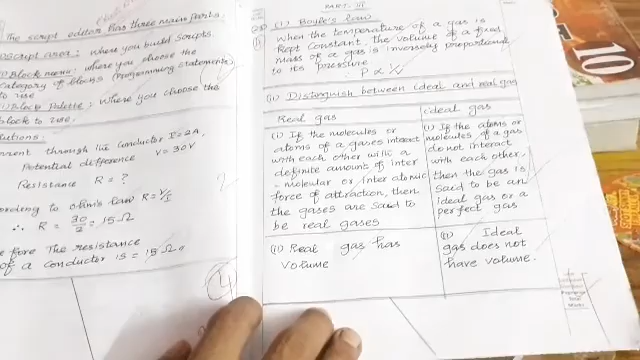 The script editor has three main parts.
Script area: where you build scripts.
Block menu: where you choose the
category of blocks (programming statements)
to use
Block Palette: where you choose the
block to use.
utions:
rrent through the conductor I = 2A,
Potential difference V = 30V
Resistance R = ?
cording to ohm's law R = V/I
∴ R = 30/2 = 15 Ω
fore The resistance
of a conductor is = 15 Ω
PART - VI
(i) Boyle's law
When the temperature of a gas is
kept constant, the volume of a fixed
mass of a gas is inversely proportional
to its pressure
P ∝ 1/V
(ii) Distinguish between ideal and real gas
Real gas
(i) If the molecules or
atoms of a gases interact
with each other with a
definite amount of inter
- molecular or inter atomic
force of attraction, then
the gases are said to
be real gases
(ii) Real gas has
volume
ideal gas
(i) If the atoms or
molecules of a gas
do not interact
with each other.
then the gas is
said to be an
ideal gas or a
perfect gas
(ii) Ideal
gas does not
have volume.
10